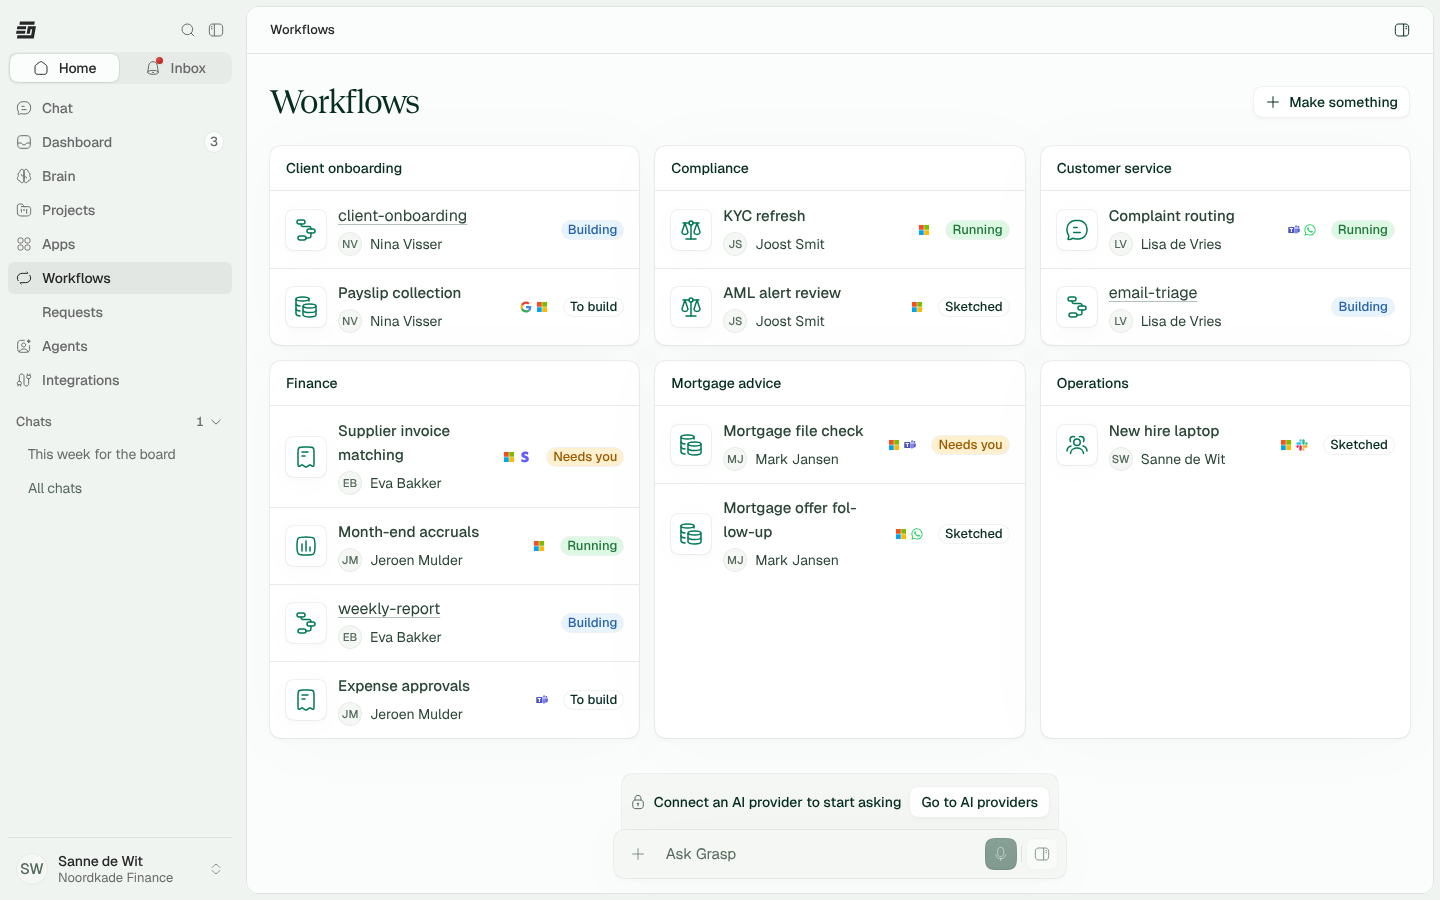 Workflows
Home
Inbox
Chat
Dashboard
3
Brain
Projects
Apps
Workflows
Requests
Agents
Integrations
Chats
1
This week for the board
All chats
SW
Sanne de Wit
Noordkade Finance
Workflows
Make something
Client onboarding
client-onboarding
NV
Nina Visser
Building
Payslip collection
NV
Nina Visser
To build
Compliance
KYC refresh
JS
Joost Smit
Running
AML alert review
JS
Joost Smit
Sketched
Customer service
Complaint routing
LV
Lisa de Vries
Running
email-triage
LV
Lisa de Vries
Building
Finance
Supplier invoice
matching
EB
Eva Bakker
Needs you
Month-end accruals
JM
Jeroen Mulder
Running
weekly-report
EB
Eva Bakker
Building
Expense approvals
JM
Jeroen Mulder
To build
Mortgage advice
Mortgage file check
MJ
Mark Jansen
Needs you
Mortgage offer fol-
low-up
MJ
Mark Jansen
Sketched
Operations
New hire laptop
SW
Sanne de Wit
Sketched
Connect an AI provider to start asking
Go to AI providers
Ask Grasp